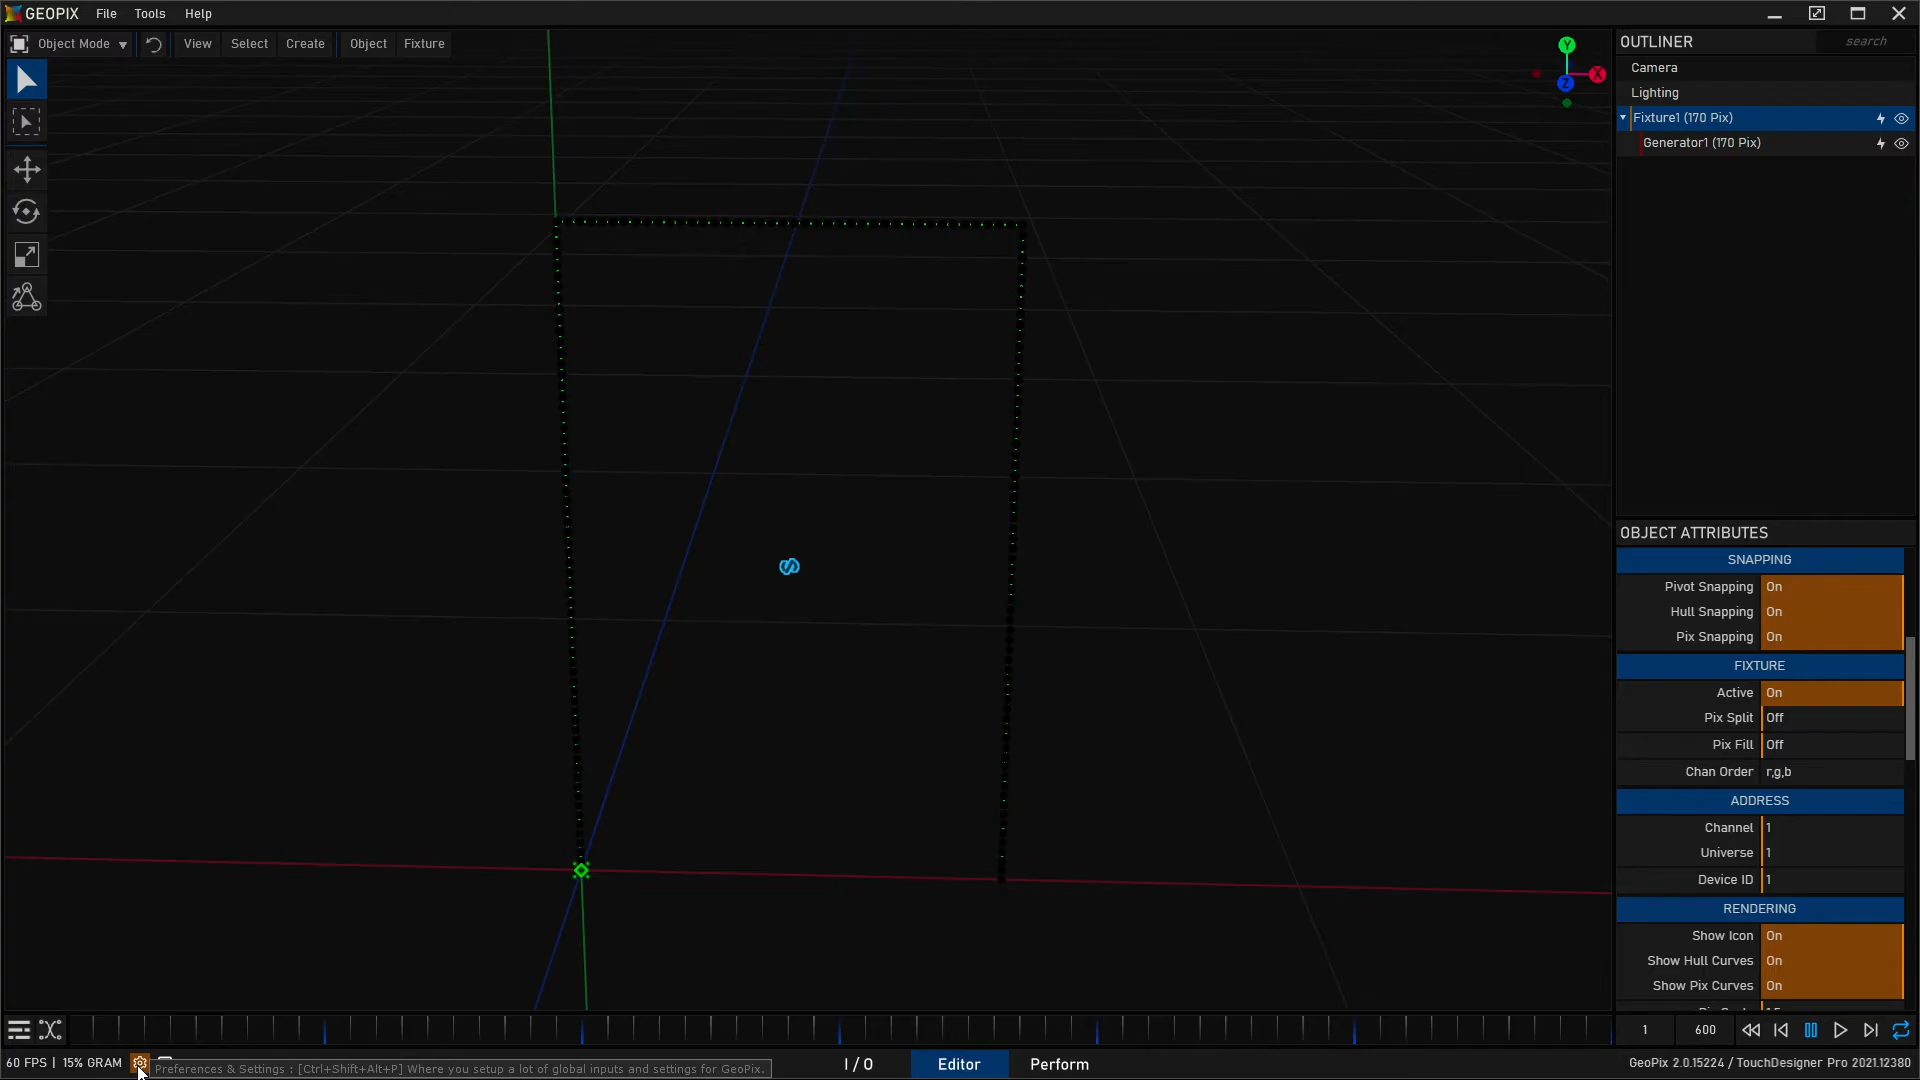 GEOPIX File Tools Help
Object Mode View Select Create Object Fixture
Y
X
Z
OUTLINER search
Camera
Lighting
Fixture1 (170 Pix)
Generator1 (170 Pix)
OBJECT ATTRIBUTES
SNAPPING
Pivot Snapping On
Hull Snapping On
Pix Snapping On
FIXTURE
Active On
Pix Split Off
Pix Fill Off
Chan Order r,g,b
ADDRESS
Channel 1
Universe 1
Device ID 1
RENDERING
Show Icon On
Show Hull Curves On
Show Pix Curves On
1 600
60 FPS | 15% GRAM
Preferences & Settings : [Ctrl+Shift+Alt+P] Where you setup a lot of global inputs and settings for GeoPix.
I / O Editor Perform
GeoPix 2.0.15224 / TouchDesigner Pro 2021.12380